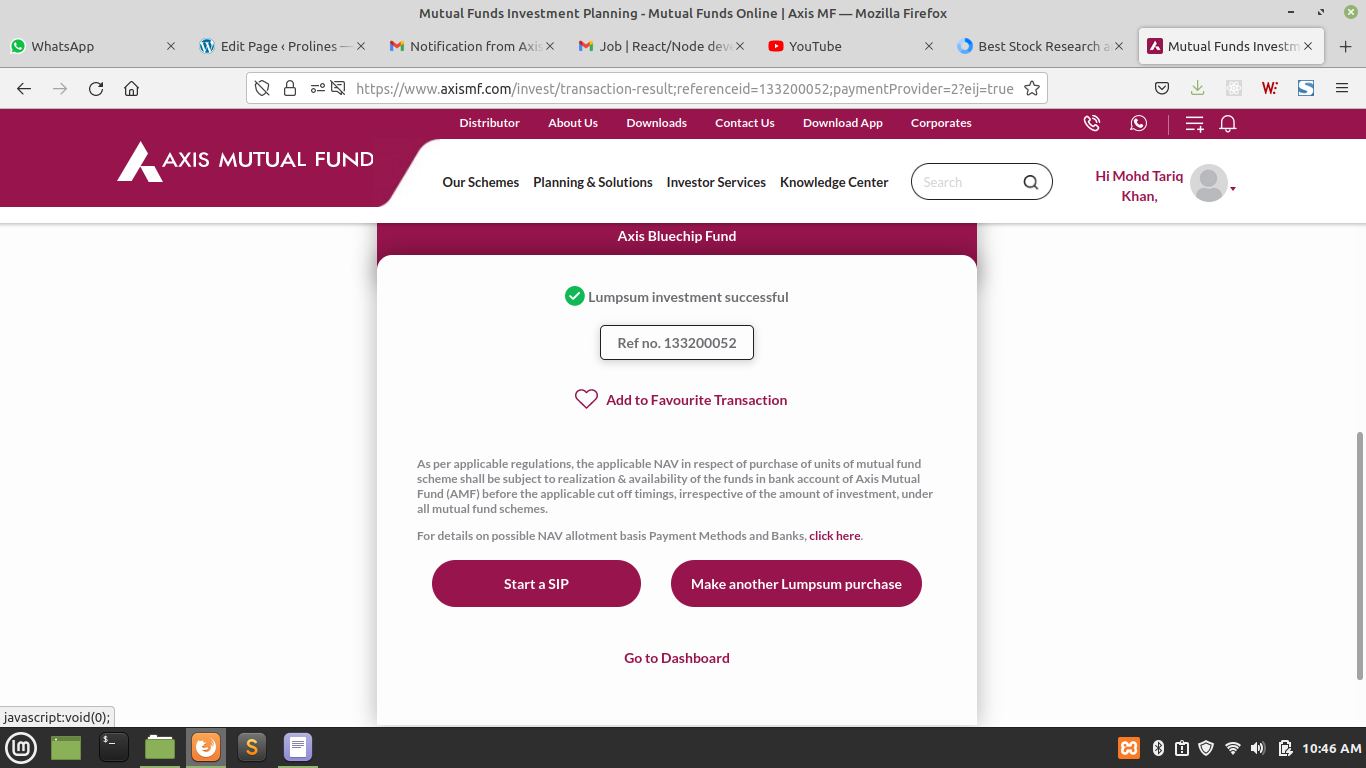 Mutual Funds Investment Planning - Mutual Funds Online | Axis MF — Mozilla Firefox
WhatsApp
Edit Page ‹ Prolines —
Notification from Axis
Job | React/Node dev
YouTube
Best Stock Research a
Mutual Funds Investm
https://www.axismf.com/invest/transaction-result;referenceid=133200052;paymentProvider=2?eij=true
Distributor About Us Downloads Contact Us Download App Corporates
AXIS MUTUAL FUND
Our Schemes Planning & Solutions Investor Services Knowledge Center
Search
Hi Mohd Tariq
Khan,
Axis Bluechip Fund
Lumpsum investment successful
Ref no. 133200052
Add to Favourite Transaction
As per applicable regulations, the applicable NAV in respect of purchase of units of mutual fund
scheme shall be subject to realization & availability of the funds in bank account of Axis Mutual
Fund (AMF) before the applicable cut off timings, irrespective of the amount of investment, under
all mutual fund schemes.
For details on possible NAV allotment basis Payment Methods and Banks, click here.
Start a SIP
Make another Lumpsum purchase
Go to Dashboard
javascript:void(0);
10:46 AM